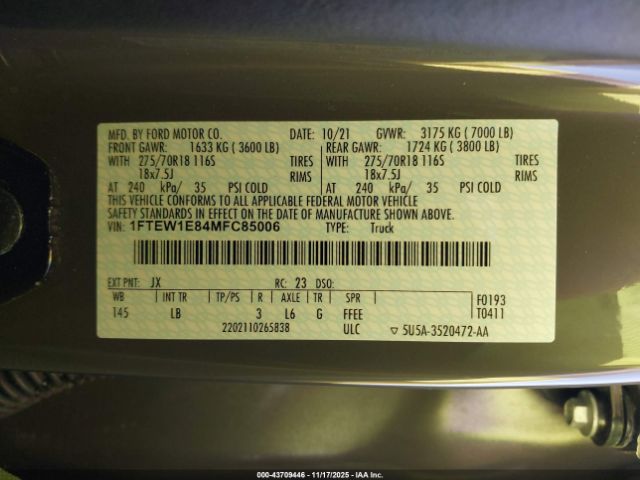 MFD. BY FORD MOTOR CO. DATE: 10/21 GVWR: 3175 KG ( 7000 LB)
FRONT GAWR: 1633 KG ( 3600 LB) REAR GAWR: 1724 KG ( 3800 LB)
WITH 275/70R18 116S TIRES WITH 275/70R18 116S TIRES
18x7.5J RIMS 18x7.5J RIMS
AT 240 kPa/ 35 PSI COLD AT 240 kPa/ 35 PSI COLD
THIS VEHICLE CONFORMS TO ALL APPLICABLE FEDERAL MOTOR VEHICLE
SAFETY STANDARDS IN EFFECT ON THE DATE OF MANUFACTURE SHOWN ABOVE.
VIN: 1FTEW1E84MFC85006 TYPE: Truck
EXT PNT: JX RC: 23 DSO:
WB INT TR TP/PS R AXLE TR SPR F0193
145 LB 3 L6 G FFEE T0411
2202110265838 ULC ▽ 5U5A-3520472-AA
000-43709446 - 11/17/2025 - IAA Inc.